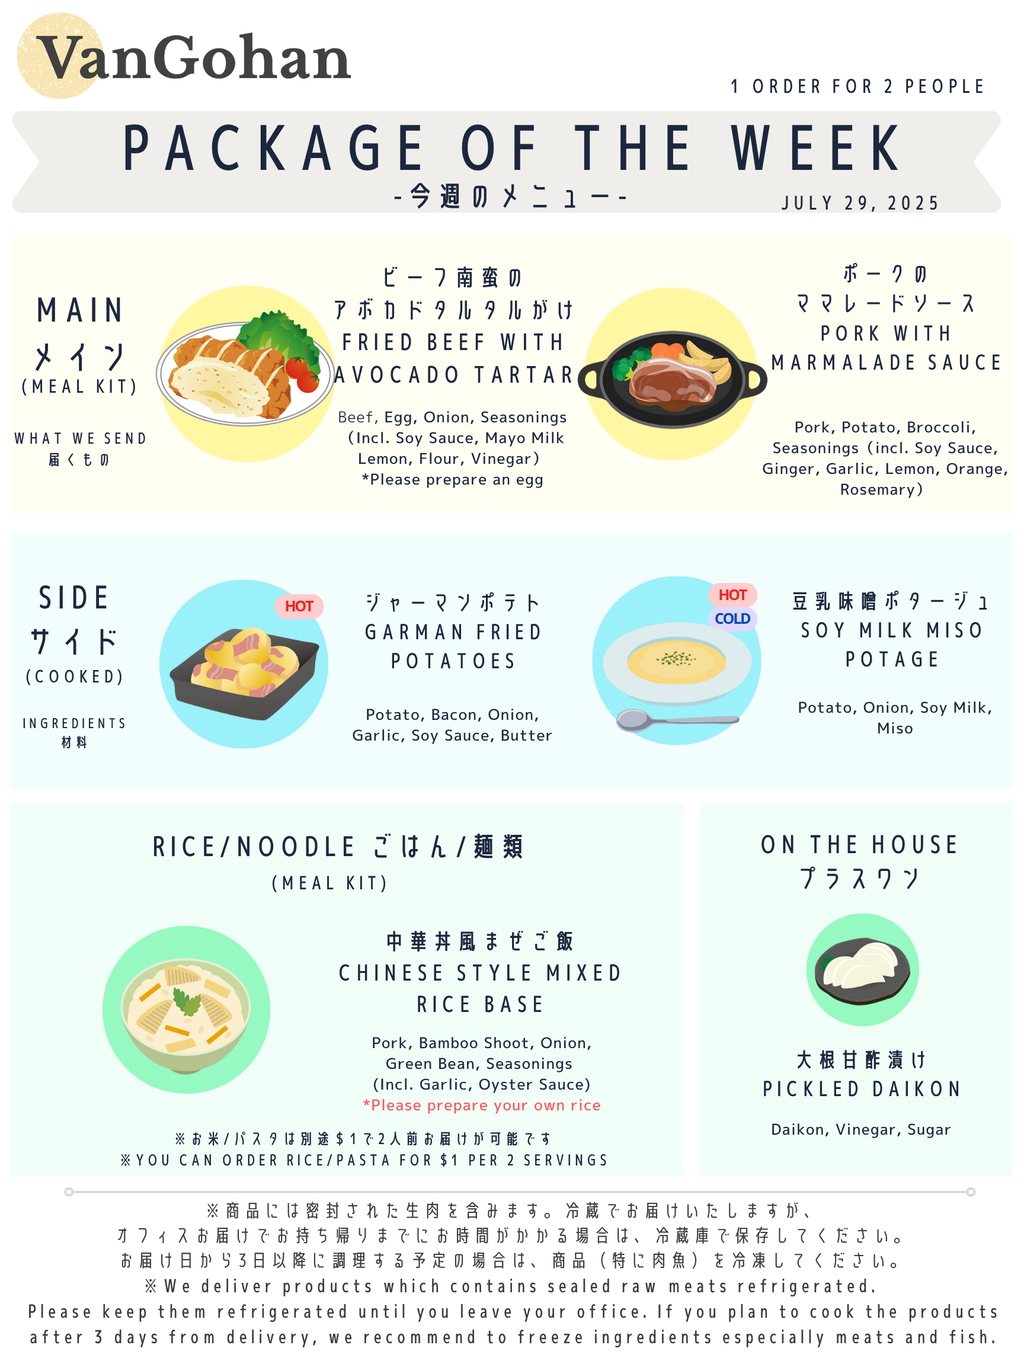 VanGohan
1 ORDER FOR 2 PEOPLE
PACKAGE OF THE WEEK
-今週のメニュー-
JULY 29, 2025
MAIN
メイン
(MEAL KIT)
WHAT WE SEND
届くもの
ビーフ南蛮の
アボカドタルタルがけ
FRIED BEEF WITH
AVOCADO TARTAR
Beef, Egg, Onion, Seasonings
(Incl. Soy Sauce, Mayo Milk
Lemon, Flour, Vinegar)
*Please prepare an egg
ポークの
ママレードソース
PORK WITH
MARMALADE SAUCE
Pork, Potato, Broccoli,
Seasonings (incl. Soy Sauce,
Ginger, Garlic, Lemon, Orange,
Rosemary)
SIDE
サイド
(COOKED)
INGREDIENTS
材料
HOT
ジャーマンポテト
GARMAN FRIED
POTATOES
Potato, Bacon, Onion,
Garlic, Soy Sauce, Butter
HOT
COLD
豆乳味噌ポタージュ
SOY MILK MISO
POTAGE
Potato, Onion, Soy Milk,
Miso
RICE/NOODLE ごはん/麺類
(MEAL KIT)
中華丼風まぜご飯
CHINESE STYLE MIXED
RICE BASE
Pork, Bamboo Shoot, Onion,
Green Bean, Seasonings
(Incl. Garlic, Oyster Sauce)
*Please prepare your own rice
※お米/パスタは別途$1で2人前お届けが可能です
※YOU CAN ORDER RICE/PASTA FOR $1 PER 2 SERVINGS
ON THE HOUSE
プラスワン
大根甘酢漬け
PICKLED DAIKON
Daikon, Vinegar, Sugar
※商品には密封された生肉を含みます。冷蔵でお届けいたしますが、
オフィスお届けでお持ち帰りまでにお時間がかかる場合は、冷蔵庫で保存してください。
お届け日から3日以降に調理する予定の場合は、商品(特に肉魚)を冷凍してください。
※We deliver products which contains sealed raw meats refrigerated.
Please keep them refrigerated until you leave your office. If you plan to cook the products
after 3 days from delivery, we recommend to freeze ingredients especially meats and fish.